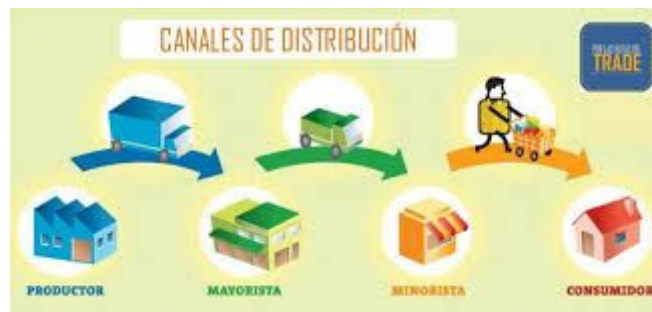 CANALES DE DISTRIBUCIÓN
TRADE
PRODUCTOR
MAYORISTA
MINORISTA
CONSUMIDOR